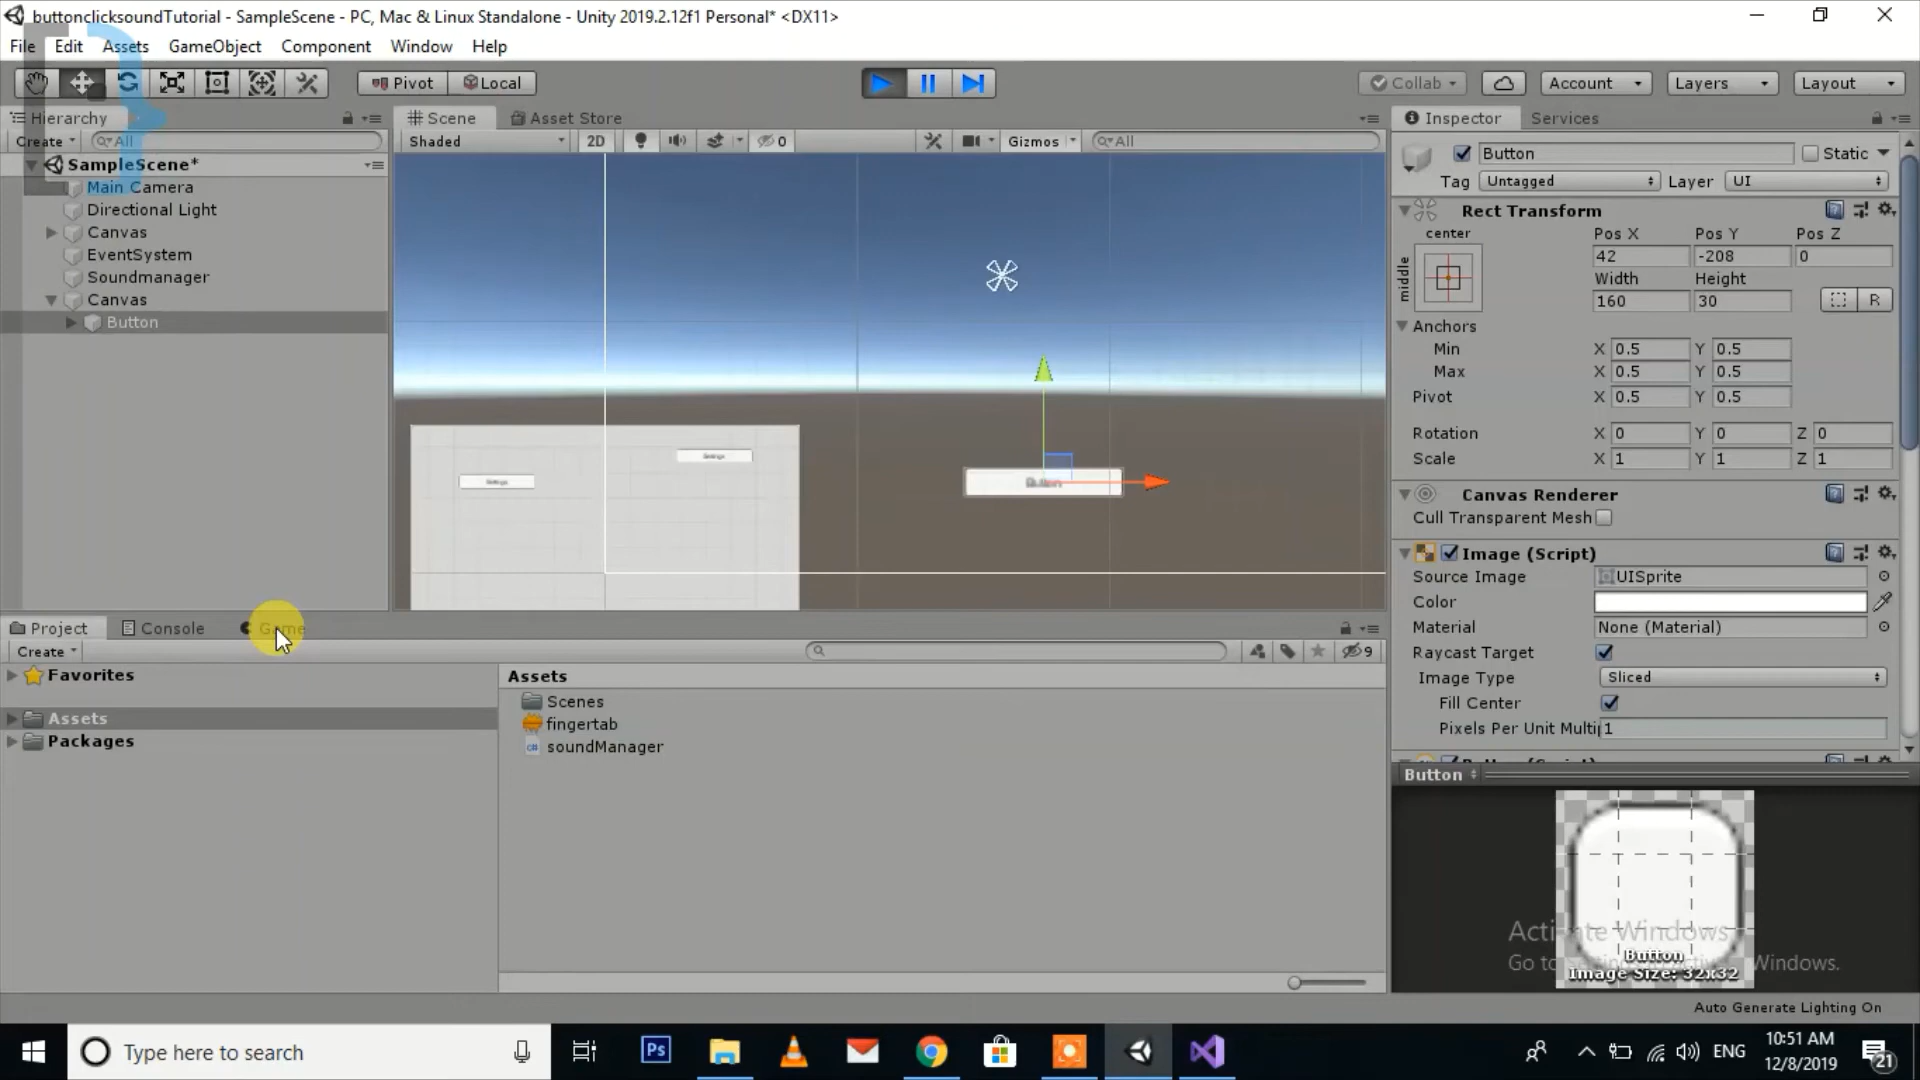 buttonclicksoundTutorial - SampleScene - PC, Mac & Linux Standalone - Unity 2019.2.12f1 Personal* <DX11>
File Edit Assets GameObject Component Window Help
Pivot Local Collab Account Layers Layout
Hierarchy
Create All
SampleScene*
Main Camera
Directional Light
Canvas
EventSystem
Soundmanager
Canvas
Button
Scene Asset Store
Shaded 2D 0 Gizmos All
Settings
Settings
Button
Inspector Services
Button Static
Tag Untagged Layer UI
Rect Transform
center Pos X Pos Y Pos Z
middle 42 -208 0
Width Height
160 30 R
Anchors
Min X 0.5 Y 0.5
Max X 0.5 Y 0.5
Pivot X 0.5 Y 0.5
Rotation X 0 Y 0 Z 0
Scale X 1 Y 1 Z 1
Canvas Renderer
Cull Transparent Mesh
Image (Script)
Source Image UISprite
Color
Material None (Material)
Raycast Target
Image Type Sliced
Fill Center
Pixels Per Unit Multi 1
Button
Button
Image Size: 32x32
Activate Windows
Go to Windows.
Auto Generate Lighting On
Project Console Game
Create 9
Favorites
Assets
Packages
Assets
Scenes
fingertab
soundManager
Type here to search
Ps
ENG
10:51 AM
12/8/2019
21